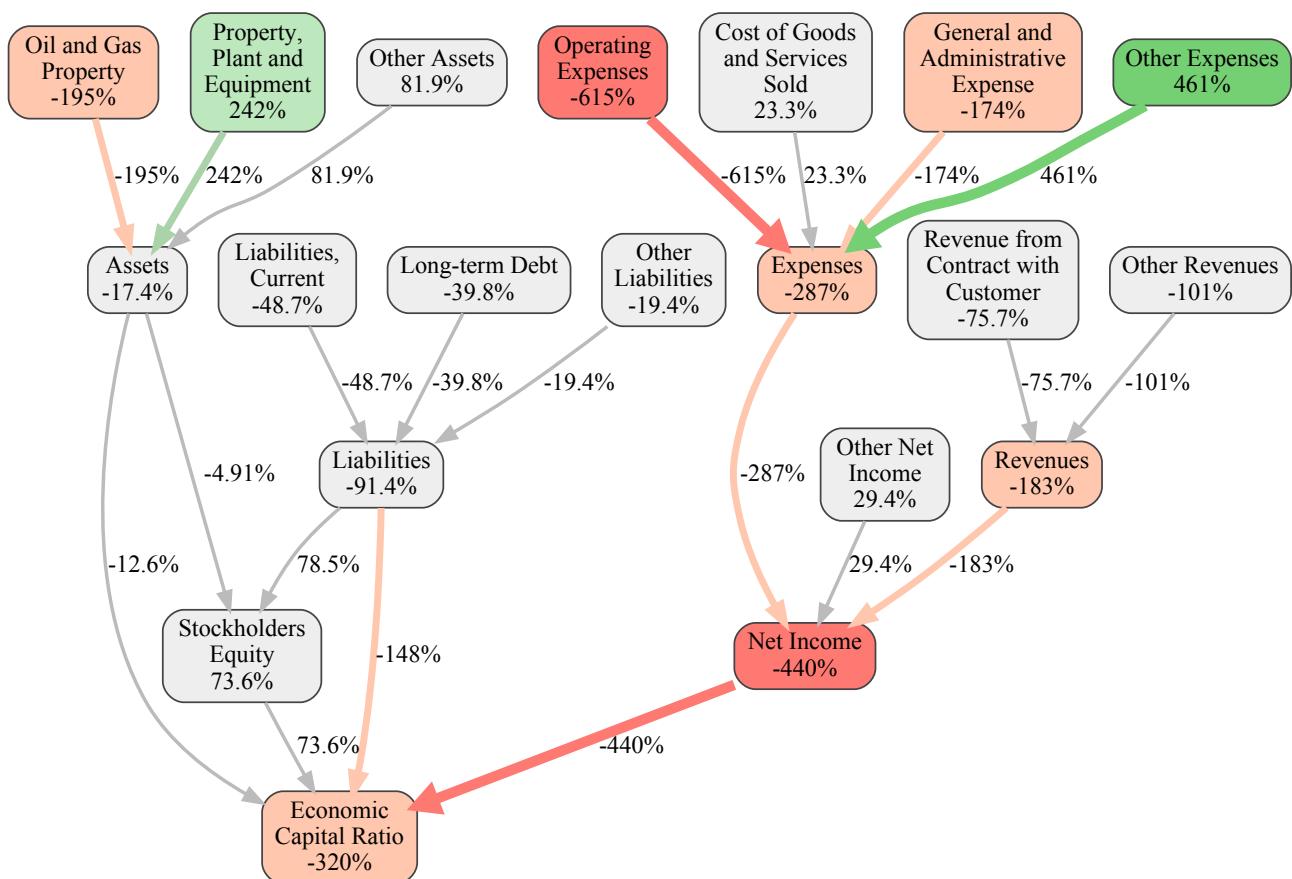 Oil and Gas
Property
-195%
Property,
Plant and
Equipment
242%
Other Assets
81.9%
Operating
Expenses
-615%
Cost of Goods
and Services
Sold
23.3%
General and
Administrative
Expense
-174%
Other Expenses
461%
-195%
242%
81.9%
-615%
23.3%
-174%
461%
Assets
-17.4%
Liabilities,
Current
-48.7%
Long-term Debt
-39.8%
Other
Liabilities
-19.4%
Expenses
-287%
Revenue from
Contract with
Customer
-75.7%
Other Revenues
-101%
-48.7%
-39.8%
-19.4%
-75.7%
-101%
Liabilities
-91.4%
-4.91%
-287%
Other Net
Income
29.4%
Revenues
-183%
-12.6%
78.5%
29.4%
-183%
Stockholders
Equity
73.6%
-148%
Net Income
-440%
73.6%
-440%
Economic
Capital Ratio
-320%